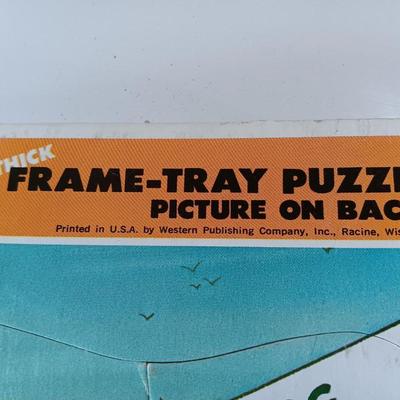 THICK
FRAME-TRAY PUZZ
PICTURE ON BAC
Printed in U.S.A. by Western Publishing Company, Inc., Racine, Wis